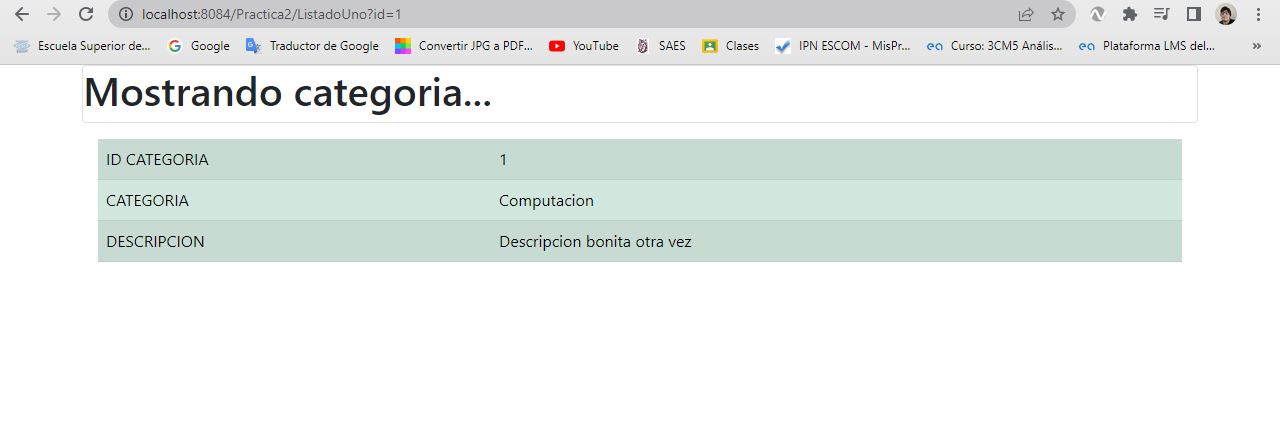 localhost:8084/Practica2/ListadoUno?id=1
Escuela Superior de... Google Traductor de Google Convertir JPG a PDF... YouTube SAES Clases IPN ESCOM - MisPr... Curso: 3CM5 Anális... Plataforma LMS del... »
Mostrando categoria...
ID CATEGORIA 1
CATEGORIA Computacion
DESCRIPCION Descripcion bonita otra vez